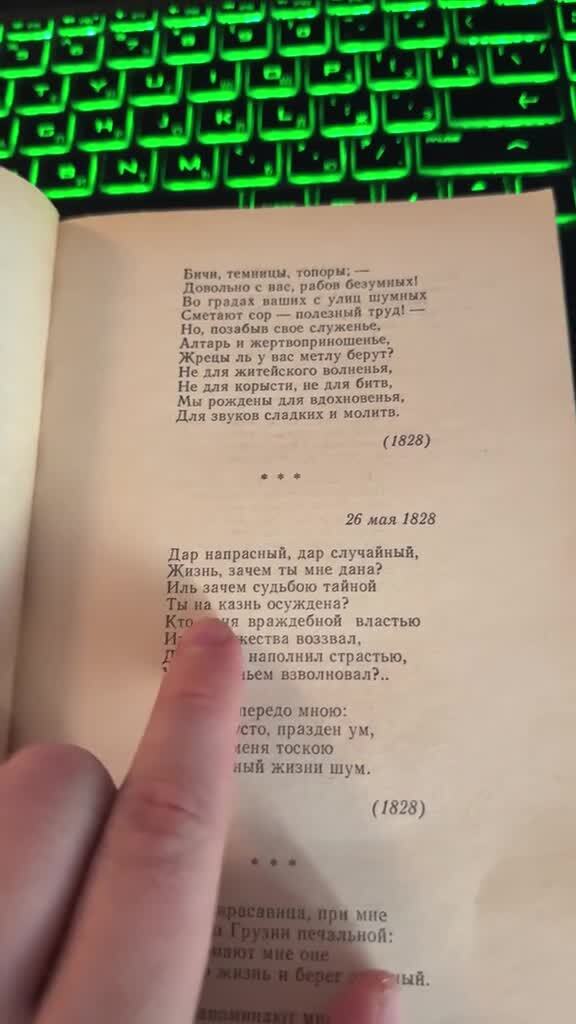 Бичи, темницы, топоры; —
Довольно с вас, рабов безумных!
Во градах ваших с улиц шумных
Сметают сор — полезный труд! —
Но, позабыв свое служенье,
Алтарь и жертвоприношенье,
Жрецы ль у вас метлу берут?
Не для житейского волненья,
Не для корысти, не для битв,
Мы рождены для вдохновенья,
Для звуков сладких и молитв.
(1828)
* * *
26 мая 1828
Дар напрасный, дар случайный,
Жизнь, зачем ты мне дана?
Иль зачем судьбою тайной
Ты на казнь осуждена?
Кто враждебной властью
воззвал,
наполнил страстью,
взволновал?..
передо мною:
празден ум,
меня тоскою
жизни шум.
(1828)
* * *
красавица, при мне
Грузии печальной:
мне оне
жизнь и берег